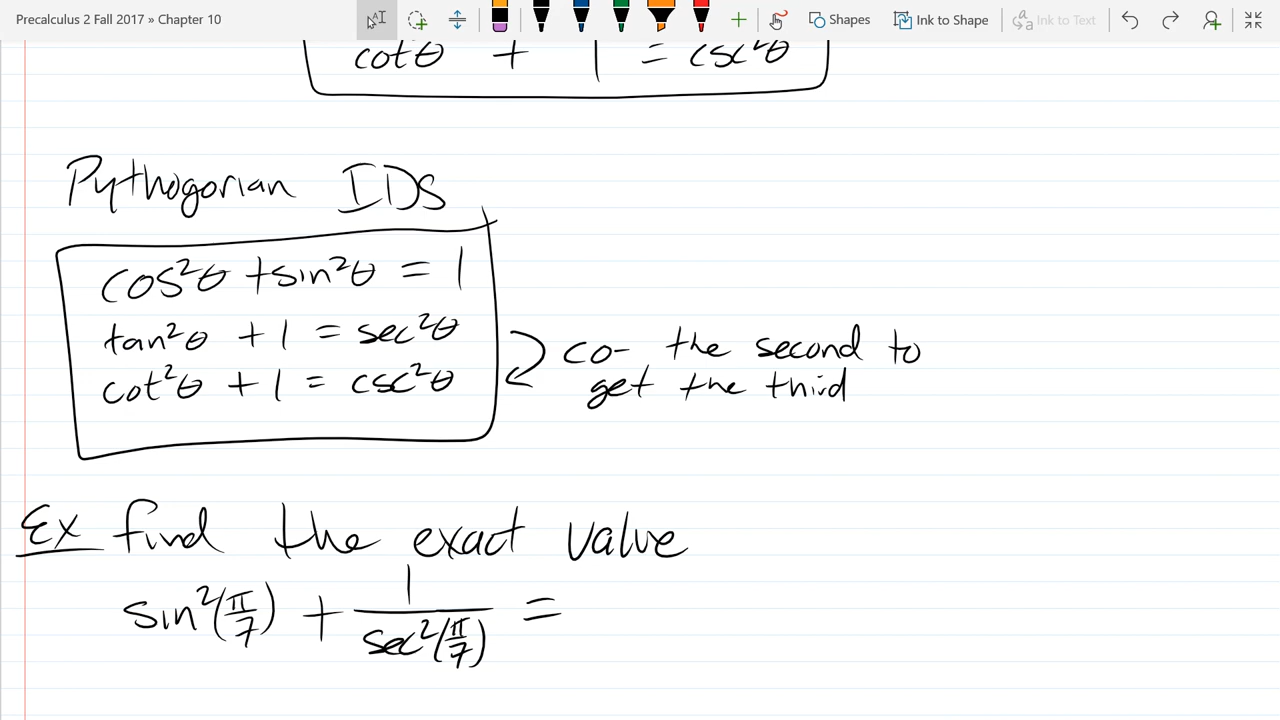 Precalculus 2 Fall 2017 » Chapter 10
Shapes Ink to Shape Ink to Text
cot²θ + 1 = csc²θ
Pythogorian IDS
cos²θ + sin²θ = 1
tan²θ + 1 = sec²θ
cot²θ + 1 = csc²θ
co- the second to
get the third
Ex find the exact value
sin²(π/7) + 1/sec²(π/7) =